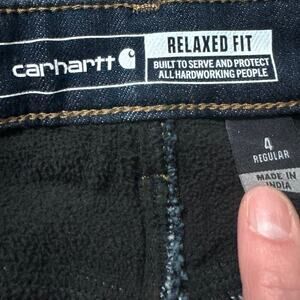 carhartt
RELAXED FIT
BUILT TO SERVE AND PROTECT
ALL HARDWORKING PEOPLE
4
REGULAR
MADE IN
INDIA